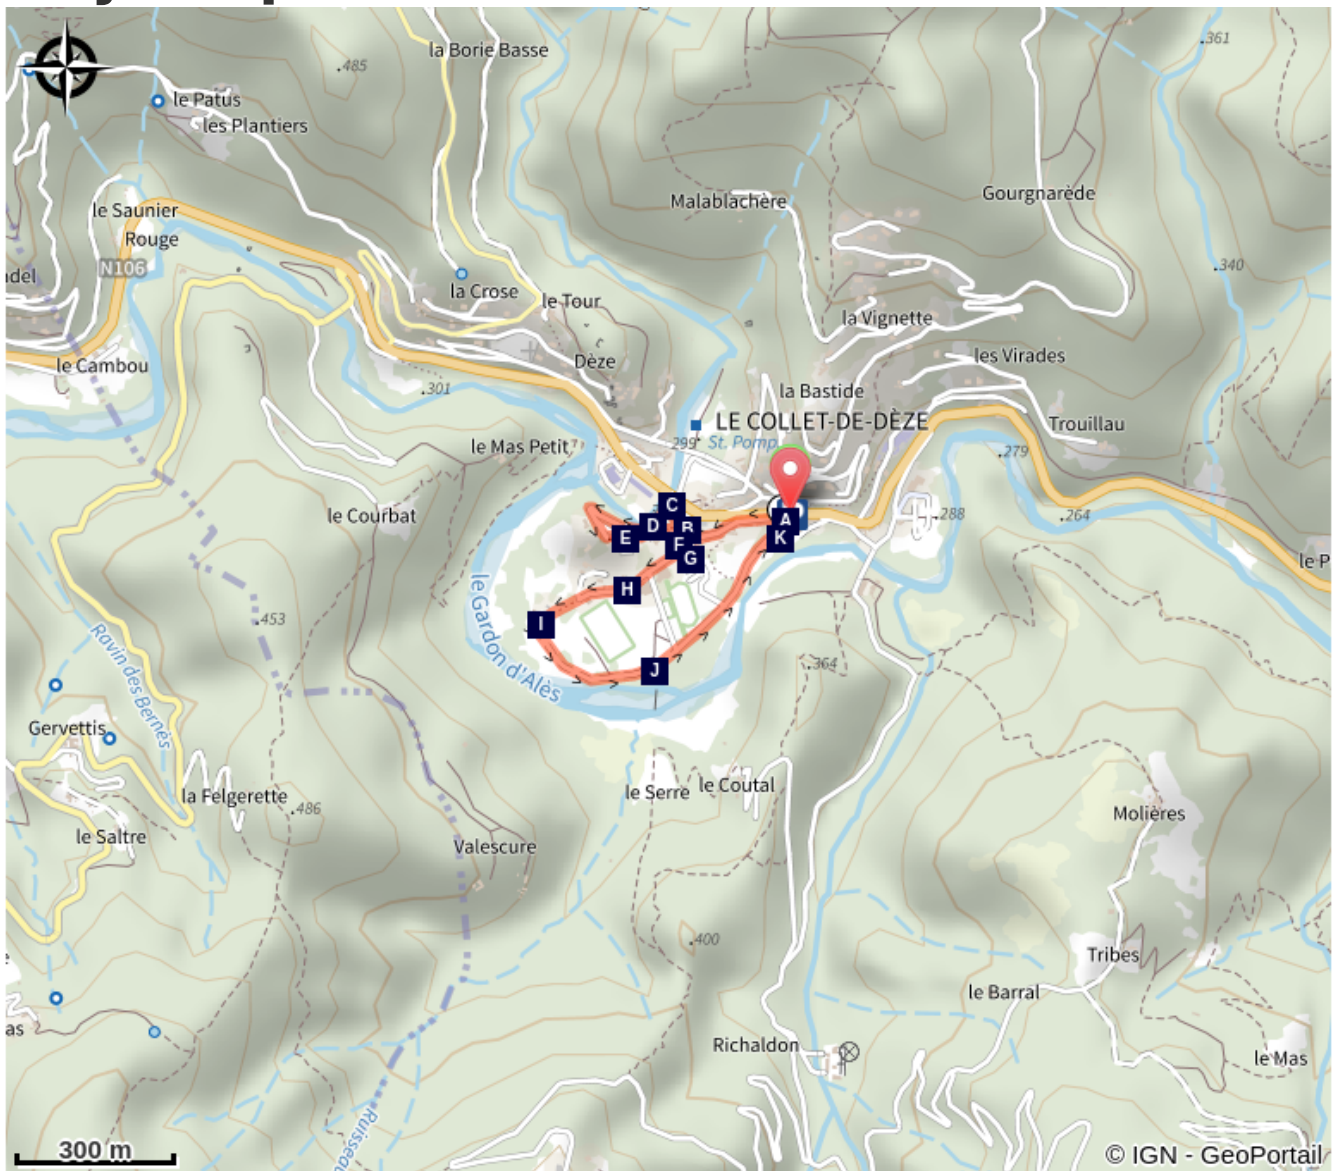 la Borie Basse
.485
.361
le Patus
les Plantiers
Malablachère
Gourgnarède
le Saunier
Rouge
N106
.340
la Crose
le Tour
la Vignette
le Cambou
Dèze
les Virades
.301
la Bastide
LE COLLET-DE-DÈZE
Trouillau
le Mas Petit
299
St. Pomp.
.279
le Courbat
C
A
.288
.264
D
B
E
K
F
G
le P
H
le Gardon d'Alès
I
.453
Ravin des Bernès
J
.364
Gervettis
la Felgerette
.486
le Serre
le Coutal
Molières
le Saltre
Valescure
.400
Tribes
le Barral
as
Richaldon
le Mas
Ruissea
300 m
© IGN - GeoPortail